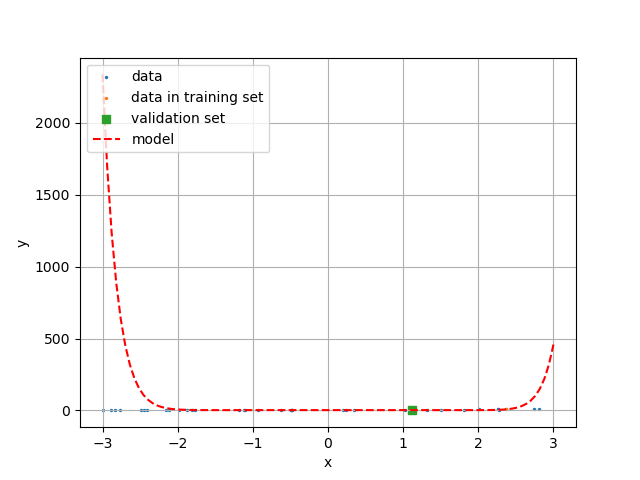 data
data in training set
validation set
model
2000
1500
1000
500
0
y
−3
−2
−1
0
1
2
3
x